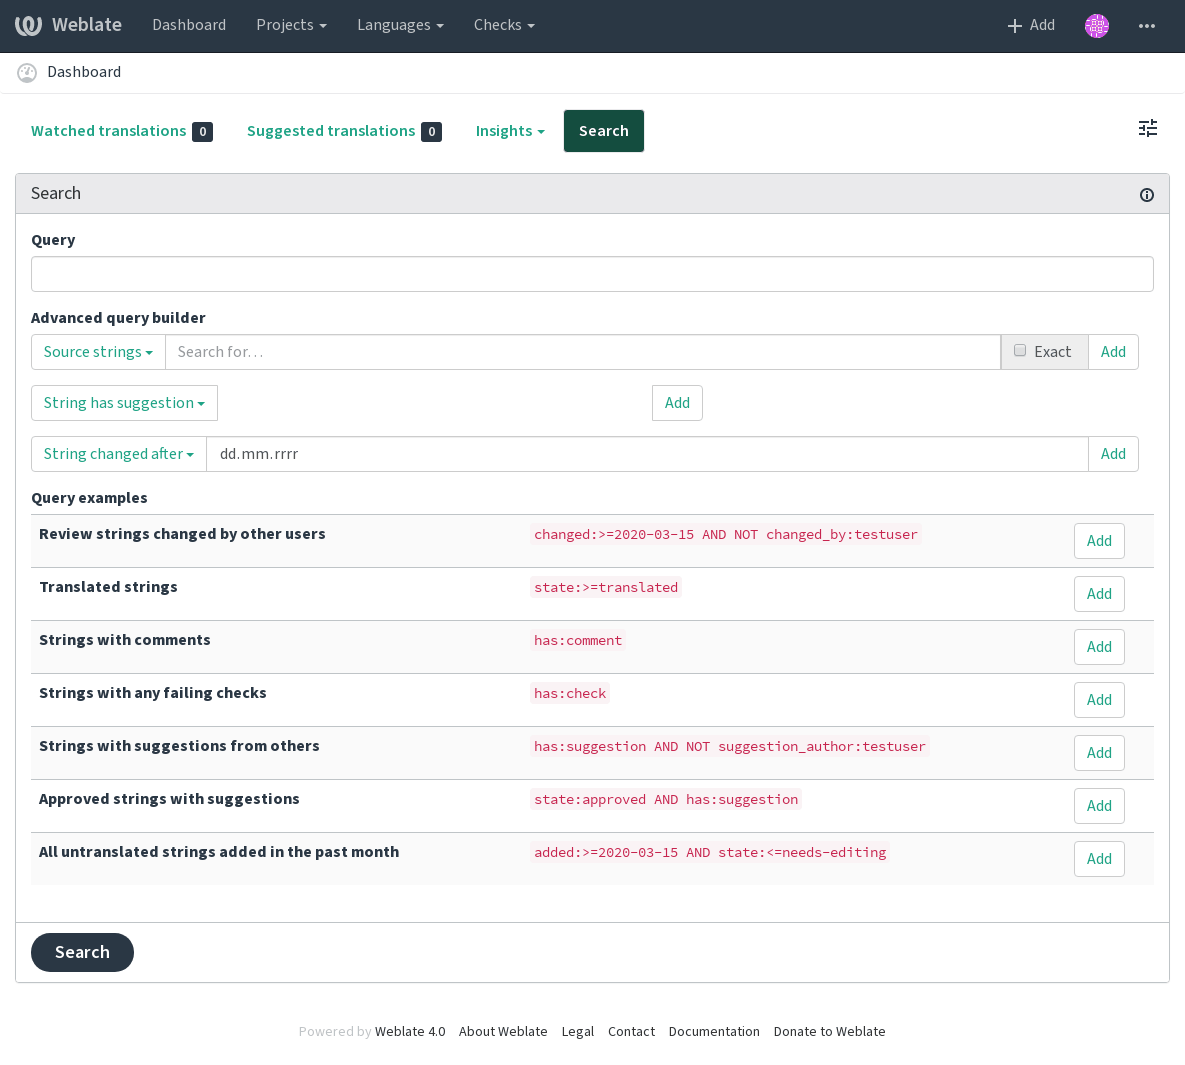 Weblate Dashboard Projects Languages Checks Add
Dashboard
Watched translations 0 Suggested translations 0 Insights Search
Search
Query
Advanced query builder
Source strings Search for… Exact Add
String has suggestion Add
String changed after dd.mm.rrrr Add
Query examples
Review strings changed by other users changed:>=2020-03-15 AND NOT changed_by:testuser Add
Translated strings state:>=translated Add
Strings with comments has:comment Add
Strings with any failing checks has:check Add
Strings with suggestions from others has:suggestion AND NOT suggestion_author:testuser Add
Approved strings with suggestions state:approved AND has:suggestion Add
All untranslated strings added in the past month added:>=2020-03-15 AND state:<=needs-editing Add
Search
Powered by Weblate 4.0 About Weblate Legal Contact Documentation Donate to Weblate